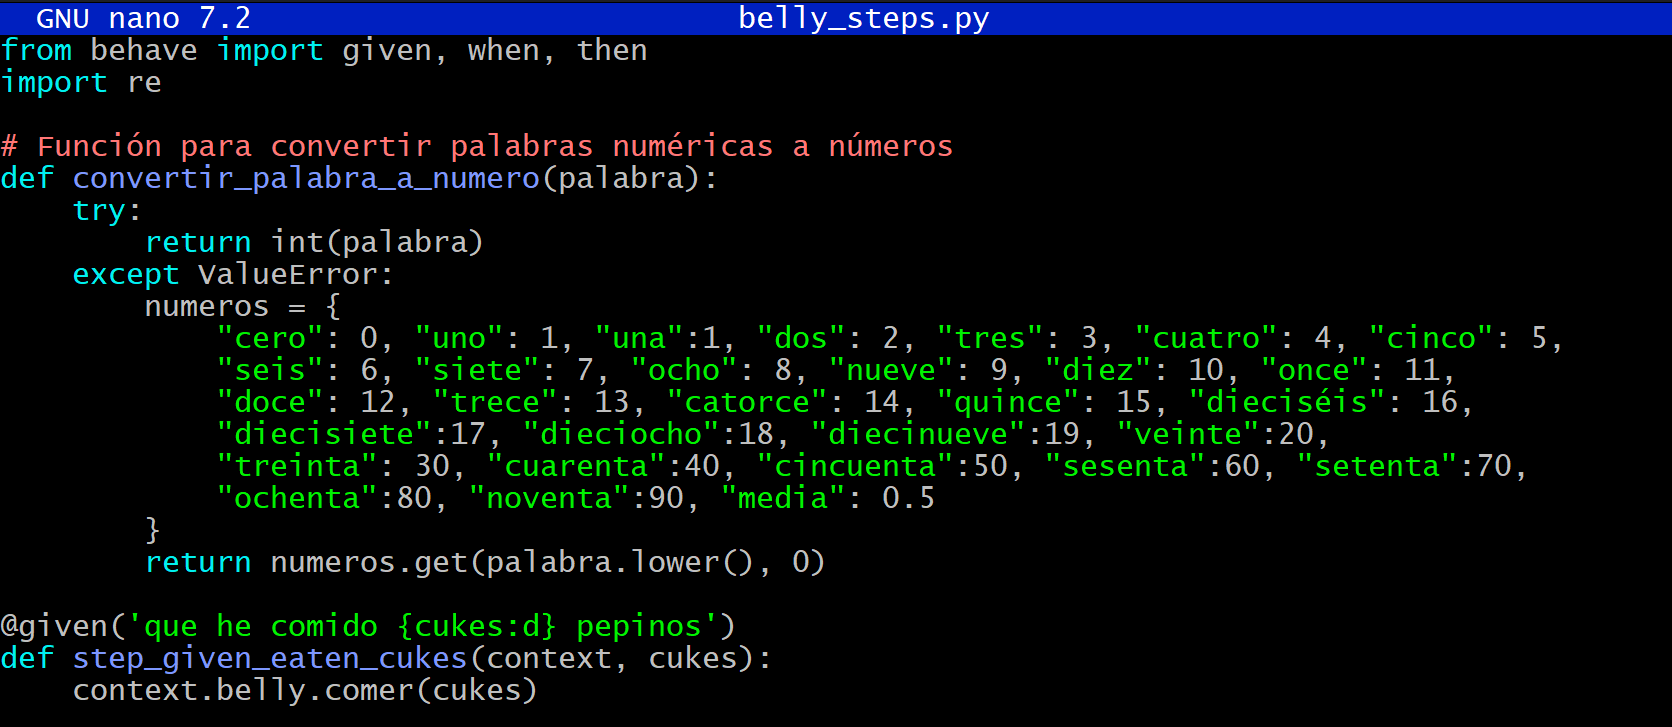 GNU nano 7.2 belly_steps.py
from behave import given, when, then
import re

# Función para convertir palabras numéricas a números
def convertir_palabra_a_numero(palabra):
    try:
        return int(palabra)
    except ValueError:
        numeros = {
            "cero": 0, "uno": 1, "una":1, "dos": 2, "tres": 3, "cuatro": 4, "cinco": 5,
            "seis": 6, "siete": 7, "ocho": 8, "nueve": 9, "diez": 10, "once": 11,
            "doce": 12, "trece": 13, "catorce": 14, "quince": 15, "dieciséis": 16,
            "diecisiete":17, "dieciocho":18, "diecinueve":19, "veinte":20,
            "treinta": 30, "cuarenta":40, "cincuenta":50, "sesenta":60, "setenta":70,
            "ochenta":80, "noventa":90, "media": 0.5
        }
        return numeros.get(palabra.lower(), 0)

@given('que he comido {cukes:d} pepinos')
def step_given_eaten_cukes(context, cukes):
    context.belly.comer(cukes)